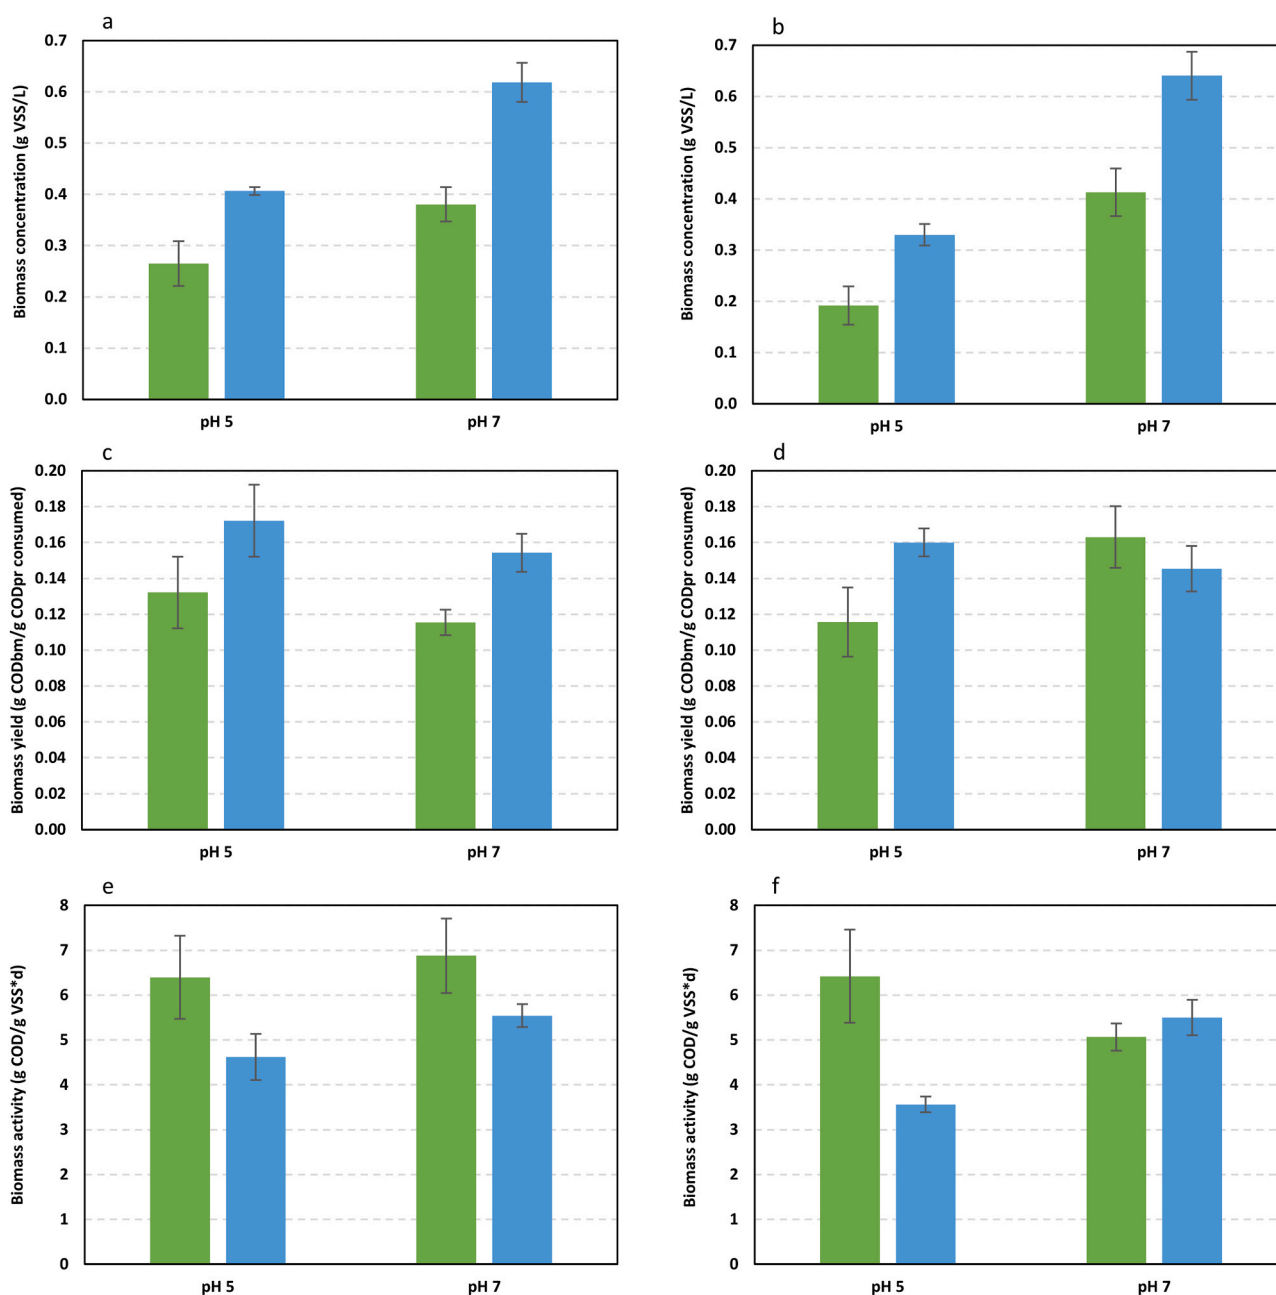 a
Biomass concentration (g VSS/L)
0.7
0.6
0.5
0.4
0.3
0.2
0.1
0.0
pH 5
pH 7
b
Biomass concentration (g VSS/L)
0.7
0.6
0.5
0.4
0.3
0.2
0.1
0.0
pH 5
pH 7
c
Biomass yield (g CODbm/g CODpr consumed)
0.20
0.18
0.16
0.14
0.12
0.10
0.08
0.06
0.04
0.02
0.00
pH 5
pH 7
d
Biomass yield (g CODbm/g CODpr consumed)
0.20
0.18
0.16
0.14
0.12
0.10
0.08
0.06
0.04
0.02
0.00
pH 5
pH 7
e
Biomass activity (g COD/g VSS*d)
8
7
6
5
4
3
2
1
0
pH 5
pH 7
f
Biomass activity (g COD/g VSS*d)
8
7
6
5
4
3
2
1
0
pH 5
pH 7